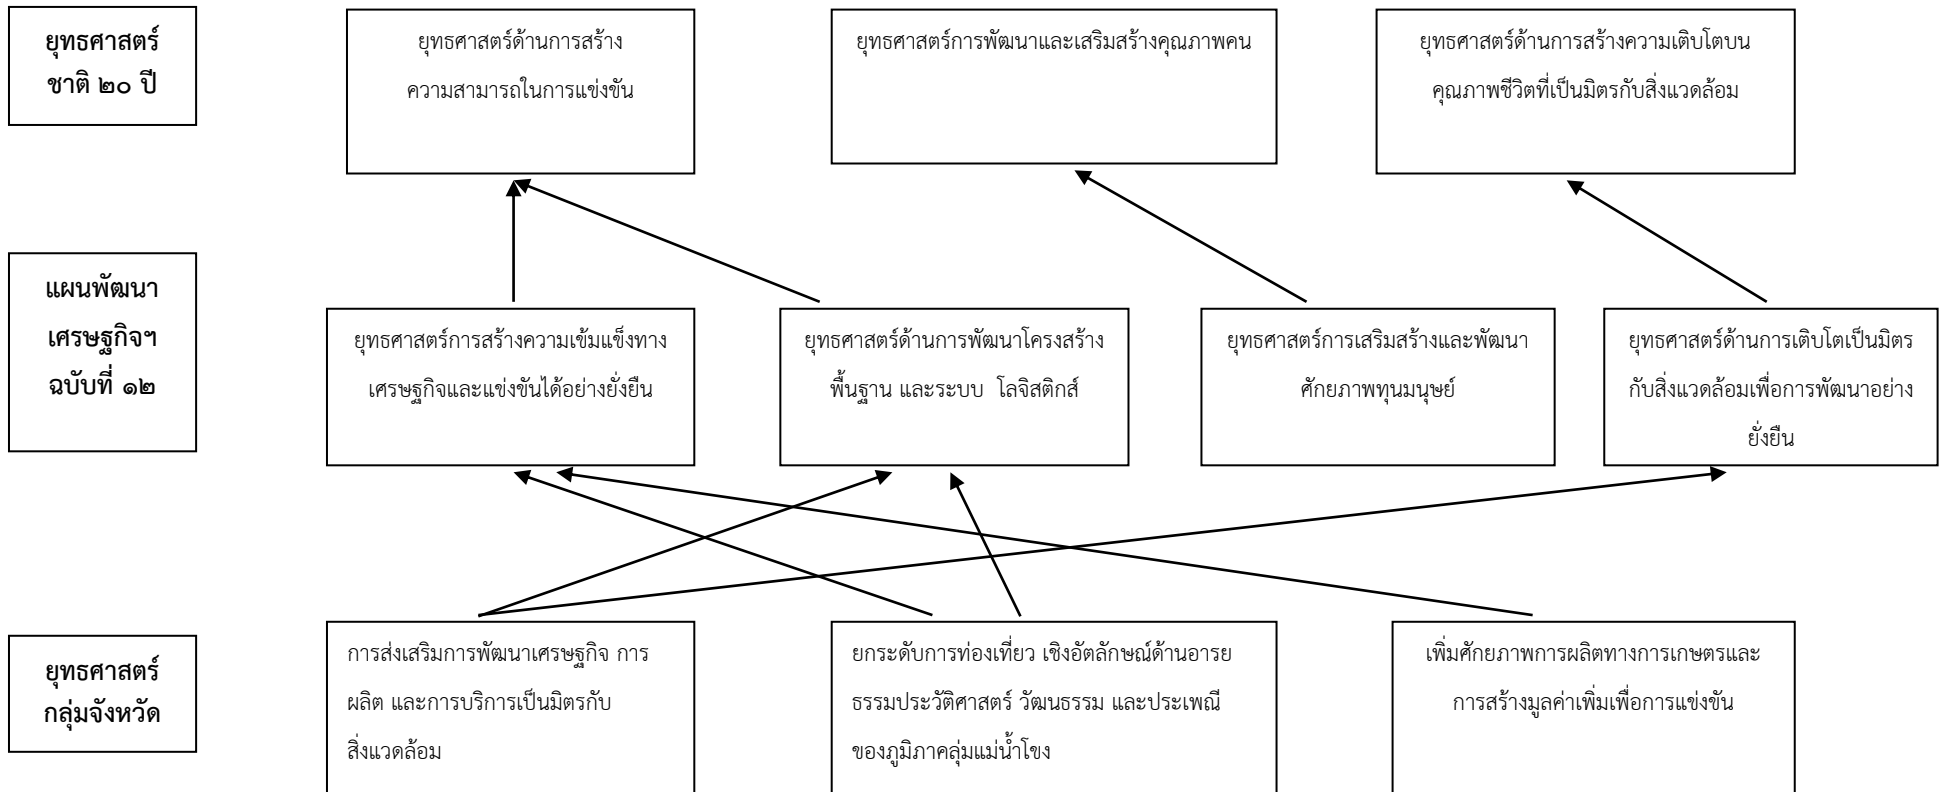 ยุทธศาสตร์
ชาติ ๒๐ ปี
ยุทธศาสตร์ด้านการสร้าง
ความสามารถในการแข่งขัน
ยุทธศาสตร์การพัฒนาและเสริมสร้างคุณภาพคน
ยุทธศาสตร์ด้านการสร้างความเติบโตบน
คุณภาพชีวิตที่เป็นมิตรกับสิ่งแวดล้อม
แผนพัฒนา
เศรษฐกิจฯ
ฉบับที่ ๑๒
ยุทธศาสตร์การสร้างความเข้มแข็งทาง
เศรษฐกิจและแข่งขันได้อย่างยั่งยืน
ยุทธศาสตร์ด้านการพัฒนาโครงสร้าง
พื้นฐาน และระบบ โลจิสติกส์
ยุทธศาสตร์การเสริมสร้างและพัฒนา
ศักยภาพทุนมนุษย์
ยุทธศาสตร์ด้านการเติบโตเป็นมิตร
กับสิ่งแวดล้อมเพื่อการพัฒนาอย่าง
ยั่งยืน
ยุทธศาสตร์
กลุ่มจังหวัด
การส่งเสริมการพัฒนาเศรษฐกิจ การ
ผลิต และการบริการเป็นมิตรกับ
สิ่งแวดล้อม
ยกระดับการท่องเที่ยว เชิงอัตลักษณ์ด้านอารย
ธรรมประวัติศาสตร์ วัฒนธรรม และประเพณี
ของภูมิภาคลุ่มแม่น้ำโขง
เพิ่มศักยภาพการผลิตทางการเกษตรและ
การสร้างมูลค่าเพิ่มเพื่อการแข่งขัน